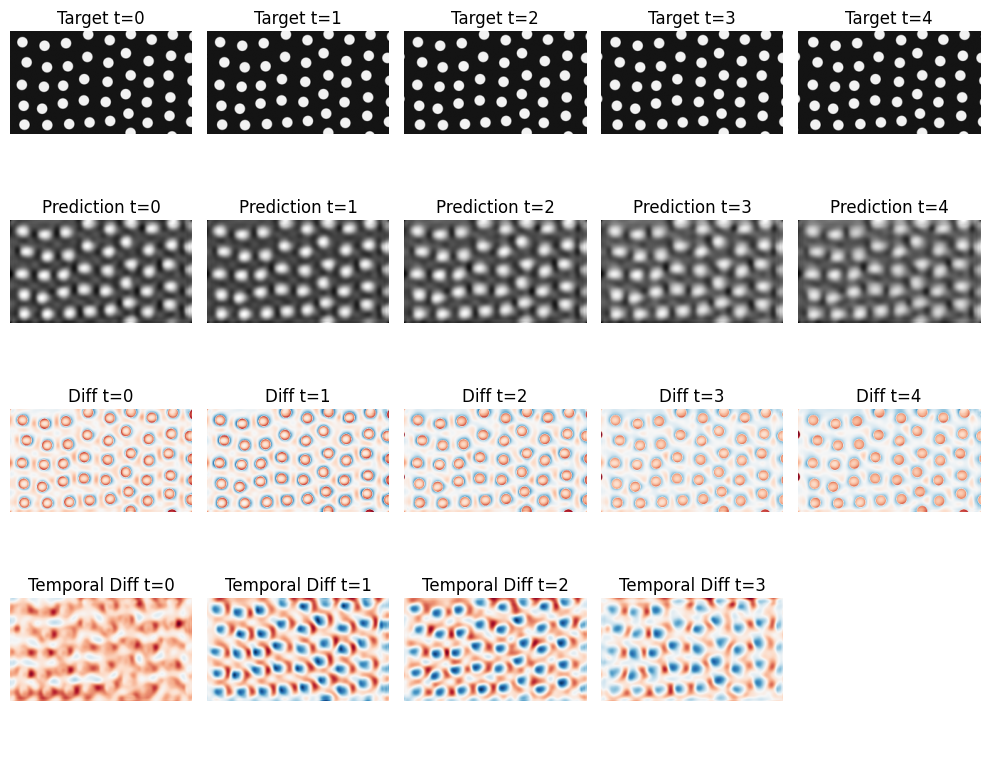 Target t=0 Target t=1 Target t=2 Target t=3 Target t=4
Prediction t=0 Prediction t=1 Prediction t=2 Prediction t=3 Prediction t=4
Diff t=0 Diff t=1 Diff t=2 Diff t=3 Diff t=4
Temporal Diff t=0 Temporal Diff t=1 Temporal Diff t=2 Temporal Diff t=3